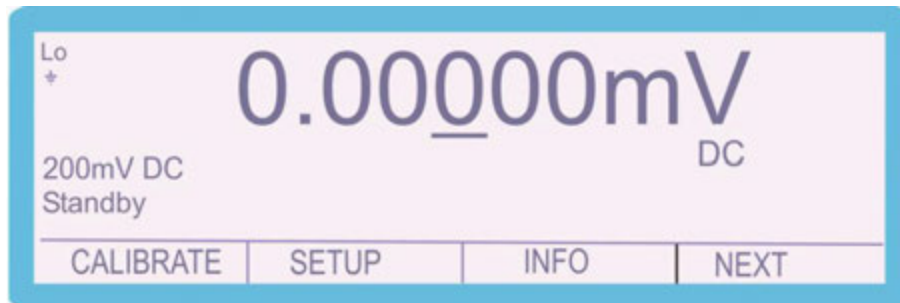 Lo
0.00000mV
DC
200mV DC
Standby
CALIBRATE SETUP INFO NEXT